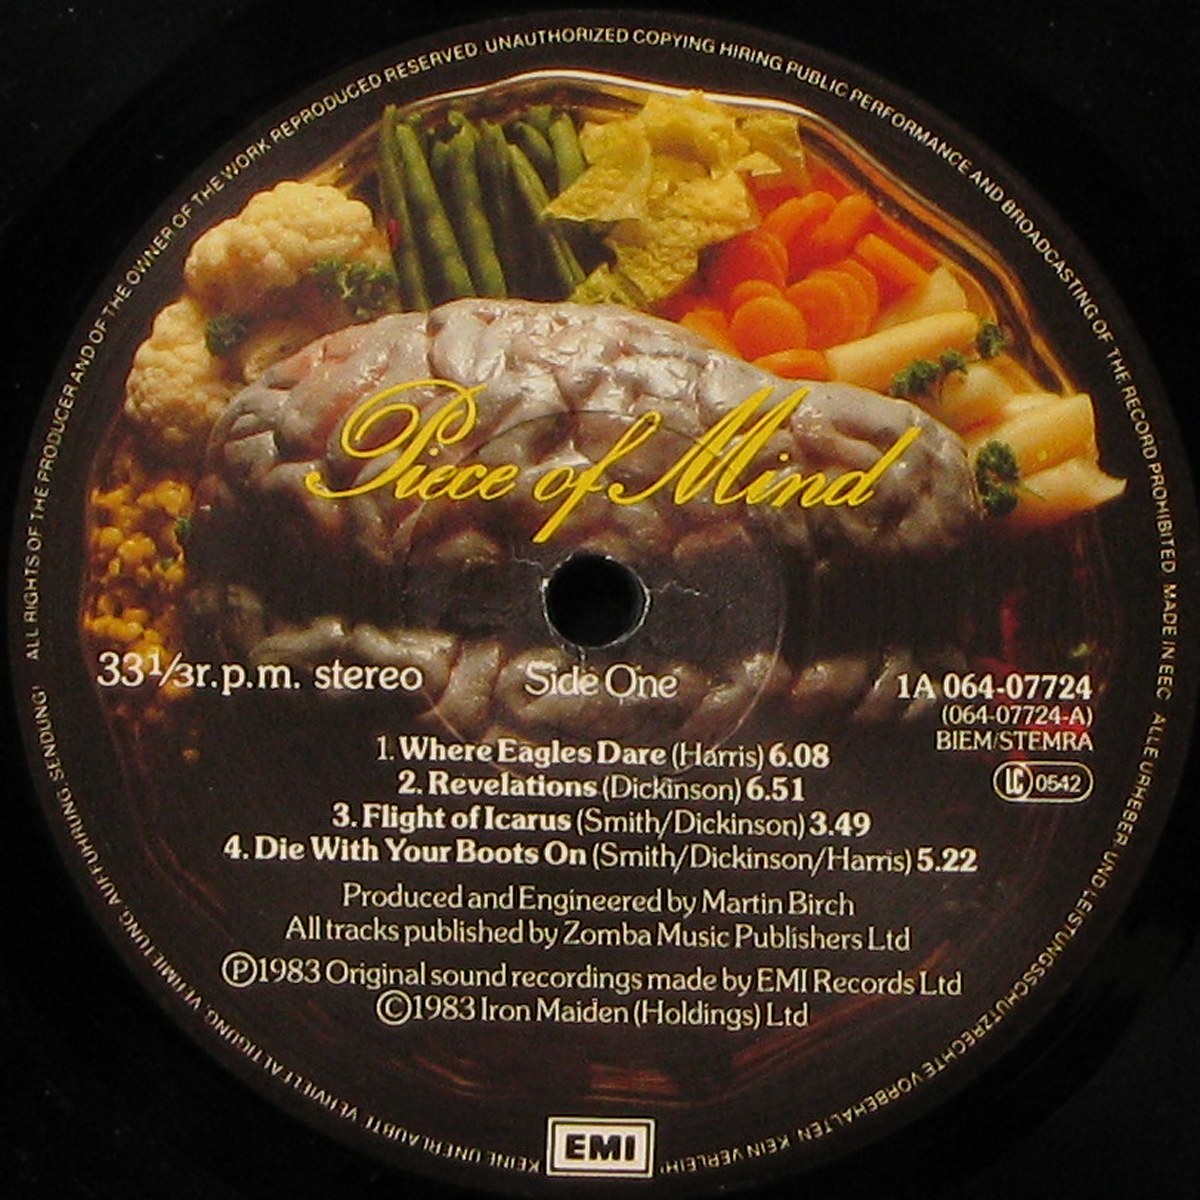 ALL RIGHTS OF THE PRODUCER AND OF THE OWNER OF THE WORK REPRODUCED RESERVED. UNAUTHORIZED COPYING HIRING PUBLIC PERFORMANCE AND BROADCASTING OF THE RECORD PROHIBITED. MADE IN EEC ALLE URHEBER UND LEISTUNGSSCHUTZRECHTE VORBEHALTEN KEIN VERLEIH! KEINE UNERLAUBTE VERVIELFÄLTIGUNG, VERMIETUNG, AUFFÜHRUNG, SENDUNG!
Piece of Mind
33 1/3 r.p.m. stereo
Side One
1A 064-07724
(064-07724-A)
BIEM/STEMRA
LC 0542
1. Where Eagles Dare (Harris) 6.08
2. Revelations (Dickinson) 6.51
3. Flight of Icarus (Smith/Dickinson) 3.49
4. Die With Your Boots On (Smith/Dickinson/Harris) 5.22
Produced and Engineered by Martin Birch
All tracks published by Zomba Music Publishers Ltd
Ⓟ1983 Original sound recordings made by EMI Records Ltd
©1983 Iron Maiden (Holdings) Ltd
EMI